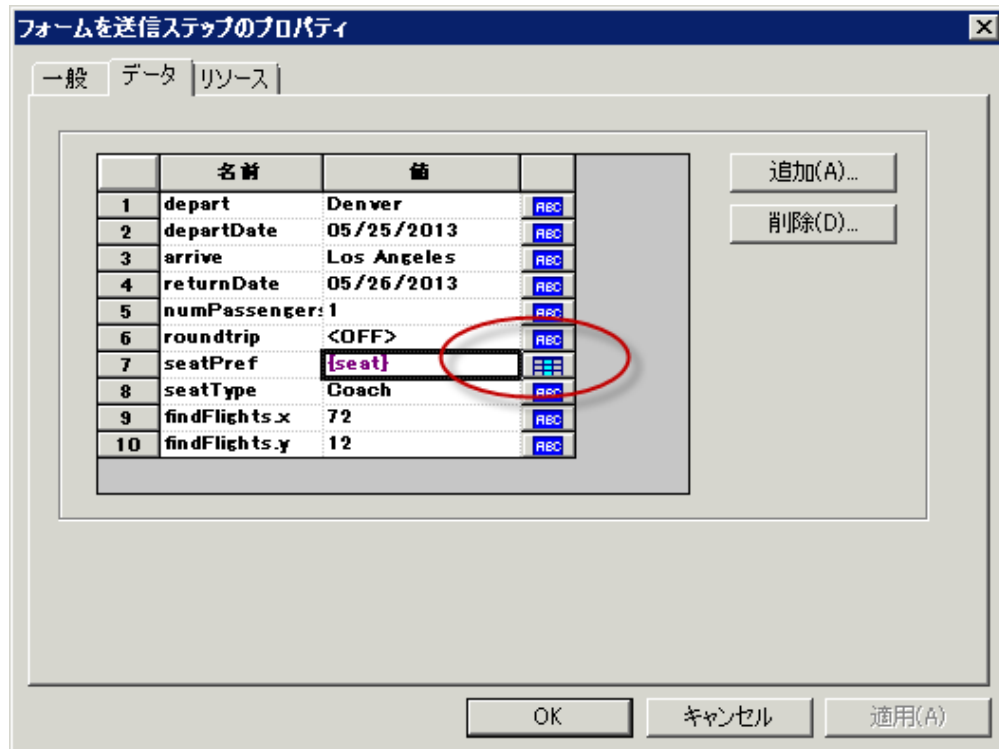 フォームを送信ステップのプロパティ
一般 データ リソース
名前 値
1 depart Denver ABC
2 departDate 05/25/2013 ABC
3 arrive Los Angeles ABC
4 returnDate 05/26/2013 ABC
5 numPassengers 1 ABC
6 roundtrip <OFF> ABC
7 seatPref {seat}
8 seatType Coach ABC
9 findFlights.x 72 ABC
10 findFlights.y 12 ABC
追加(A)...
削除(D)...
OK キャンセル 適用(A)